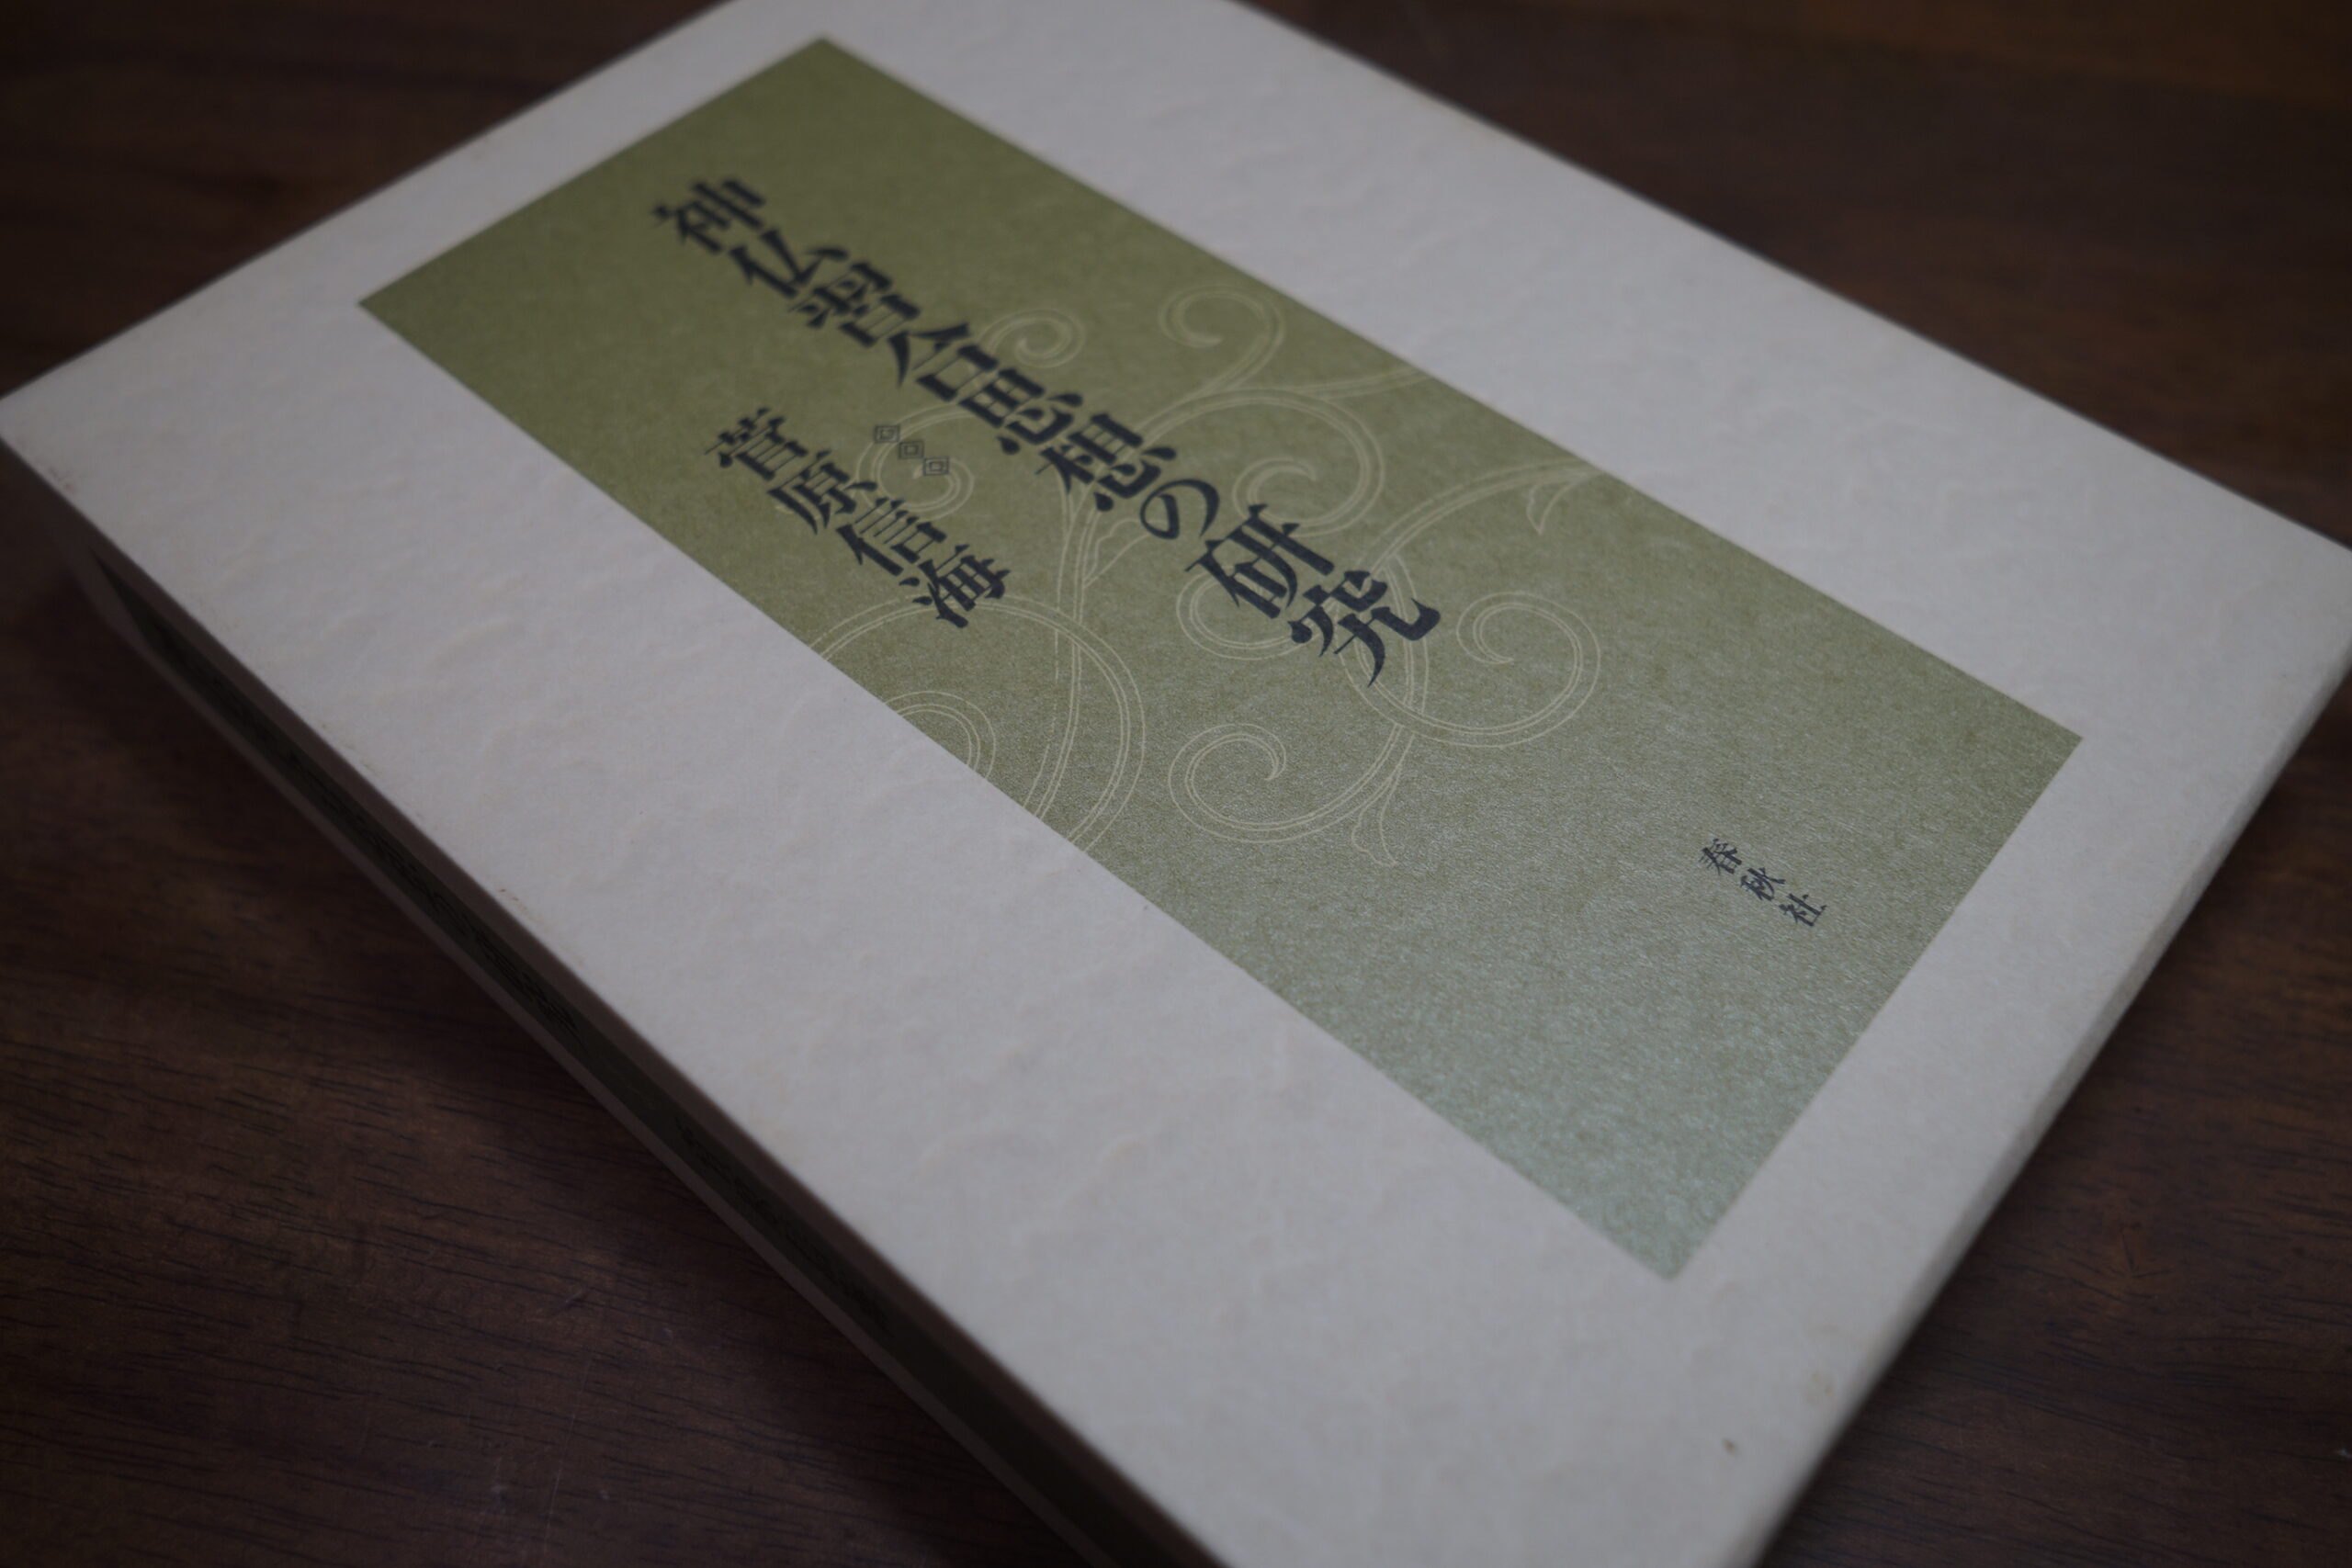 神仏習合思想の研究
菅原信海
春秋社